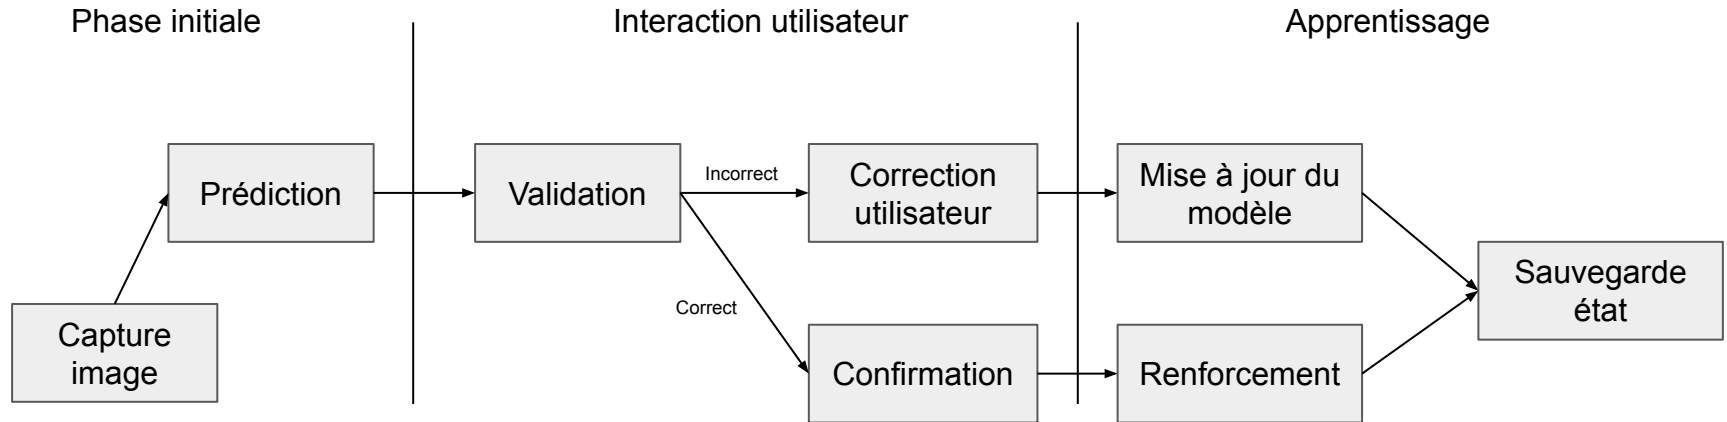 Phase initiale
Interaction utilisateur
Apprentissage
Prédiction
Validation
Incorrect
Correction
utilisateur
Mise à jour du
modèle
Sauvegarde
état
Capture
image
Correct
Confirmation
Renforcement